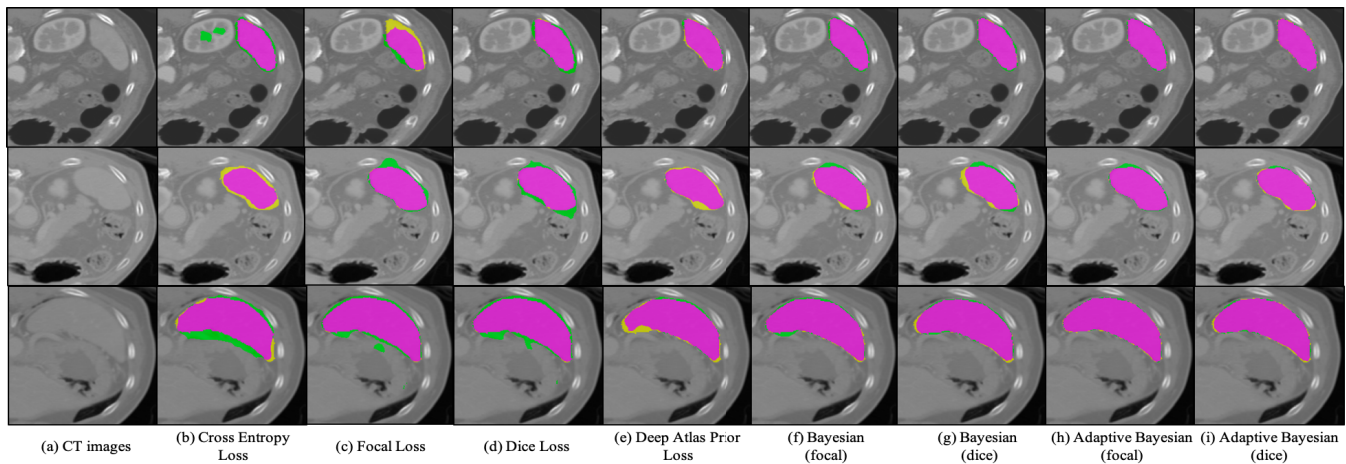 (a) CT images
(b) Cross Entropy
Loss
(c) Focal Loss
(d) Dice Loss
(e) Deep Atlas Prior
Loss
(f) Bayesian
(focal)
(g) Bayesian
(dice)
(h) Adaptive Bayesian
(focal)
(i) Adaptive Bayesian
(dice)